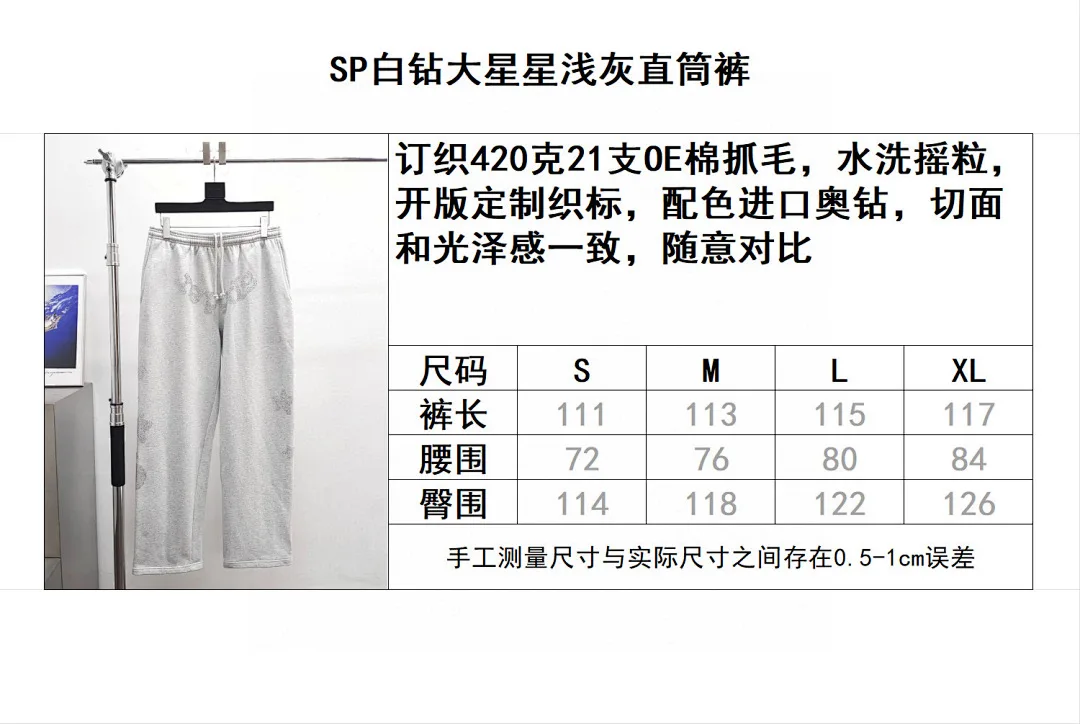 SP白钻大星星浅灰直筒裤
订织420克21支OE棉抓毛，水洗摇粒，
开版定制织标，配色进口奥钻，切面
和光泽感一致，随意对比
尺码 S M L XL
裤长 111 113 115 117
腰围 72 76 80 84
臀围 114 118 122 126
手工测量尺寸与实际尺寸之间存在0.5-1cm误差